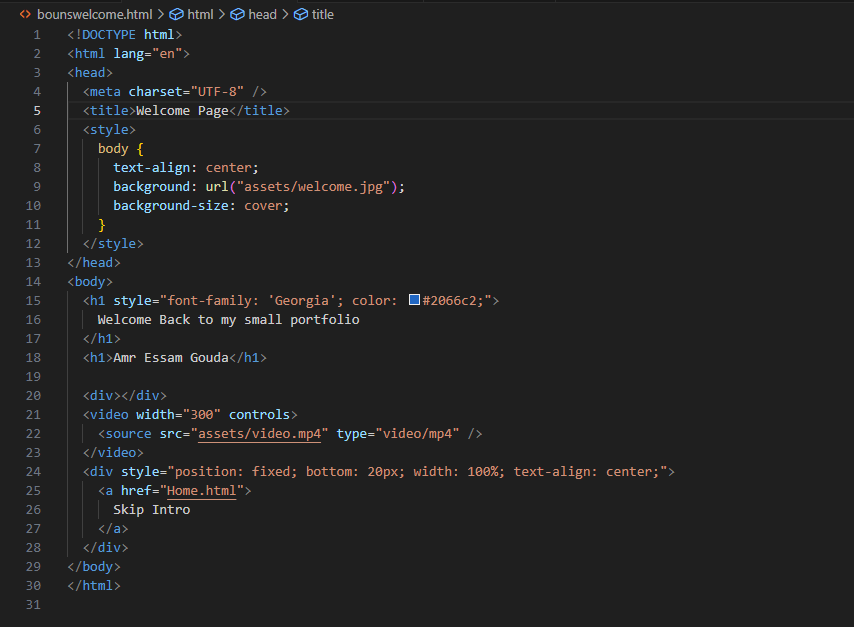 bounswelcome.html > html > head > title
1 <!DOCTYPE html>
2 <html lang="en">
3 <head>
4   <meta charset="UTF-8" />
5   <title>Welcome Page</title>
6   <style>
7     body {
8       text-align: center;
9       background: url("assets/welcome.jpg");
10       background-size: cover;
11     }
12   </style>
13 </head>
14 <body>
15   <h1 style="font-family: 'Georgia'; color: #2066c2;">
16     Welcome Back to my small portfolio
17   </h1>
18   <h1>Amr Essam Gouda</h1>
19
20   <div></div>
21   <video width="300" controls>
22     <source src="assets/video.mp4" type="video/mp4" />
23   </video>
24   <div style="position: fixed; bottom: 20px; width: 100%; text-align: center;">
25     <a href="Home.html">
26       Skip Intro
27     </a>
28   </div>
29 </body>
30 </html>
31